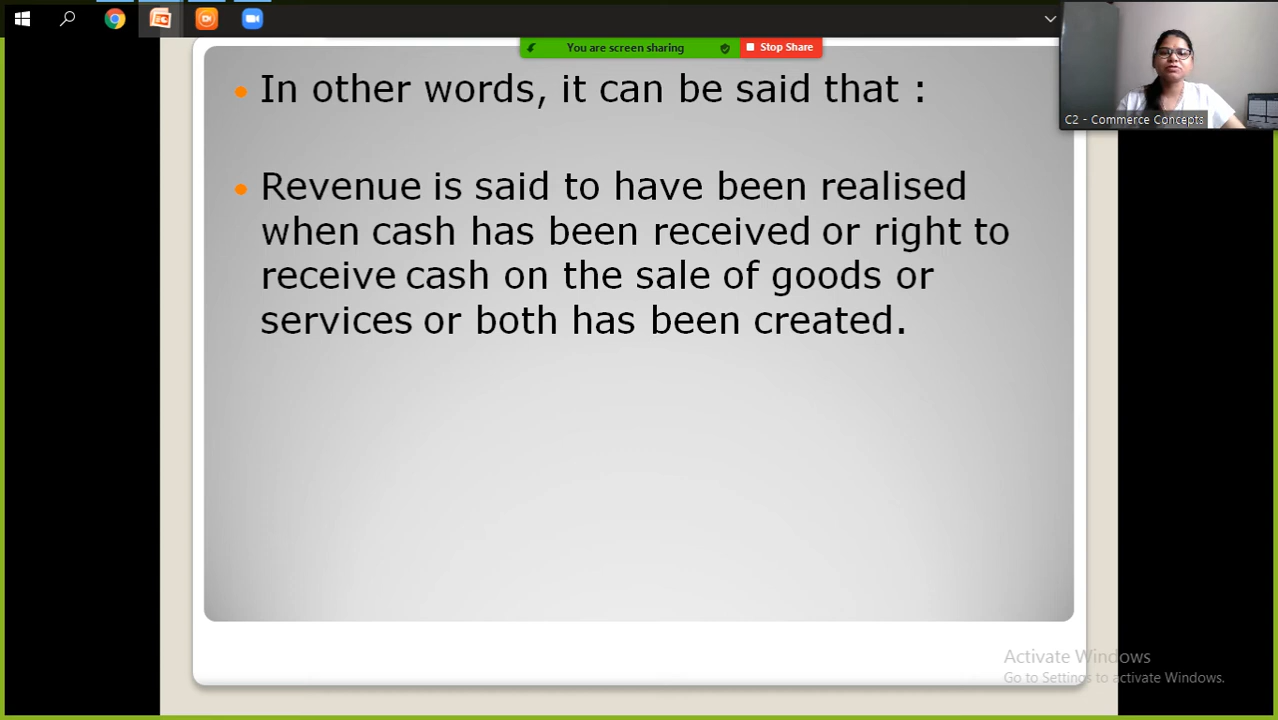 You are screen sharing
Stop Share
C2 - Commerce Concepts
In other words, it can be said that :
Revenue is said to have been realised
when cash has been received or right to
receive cash on the sale of goods or
services or both has been created.
Activate Windows
Go to Settings to activate Windows.